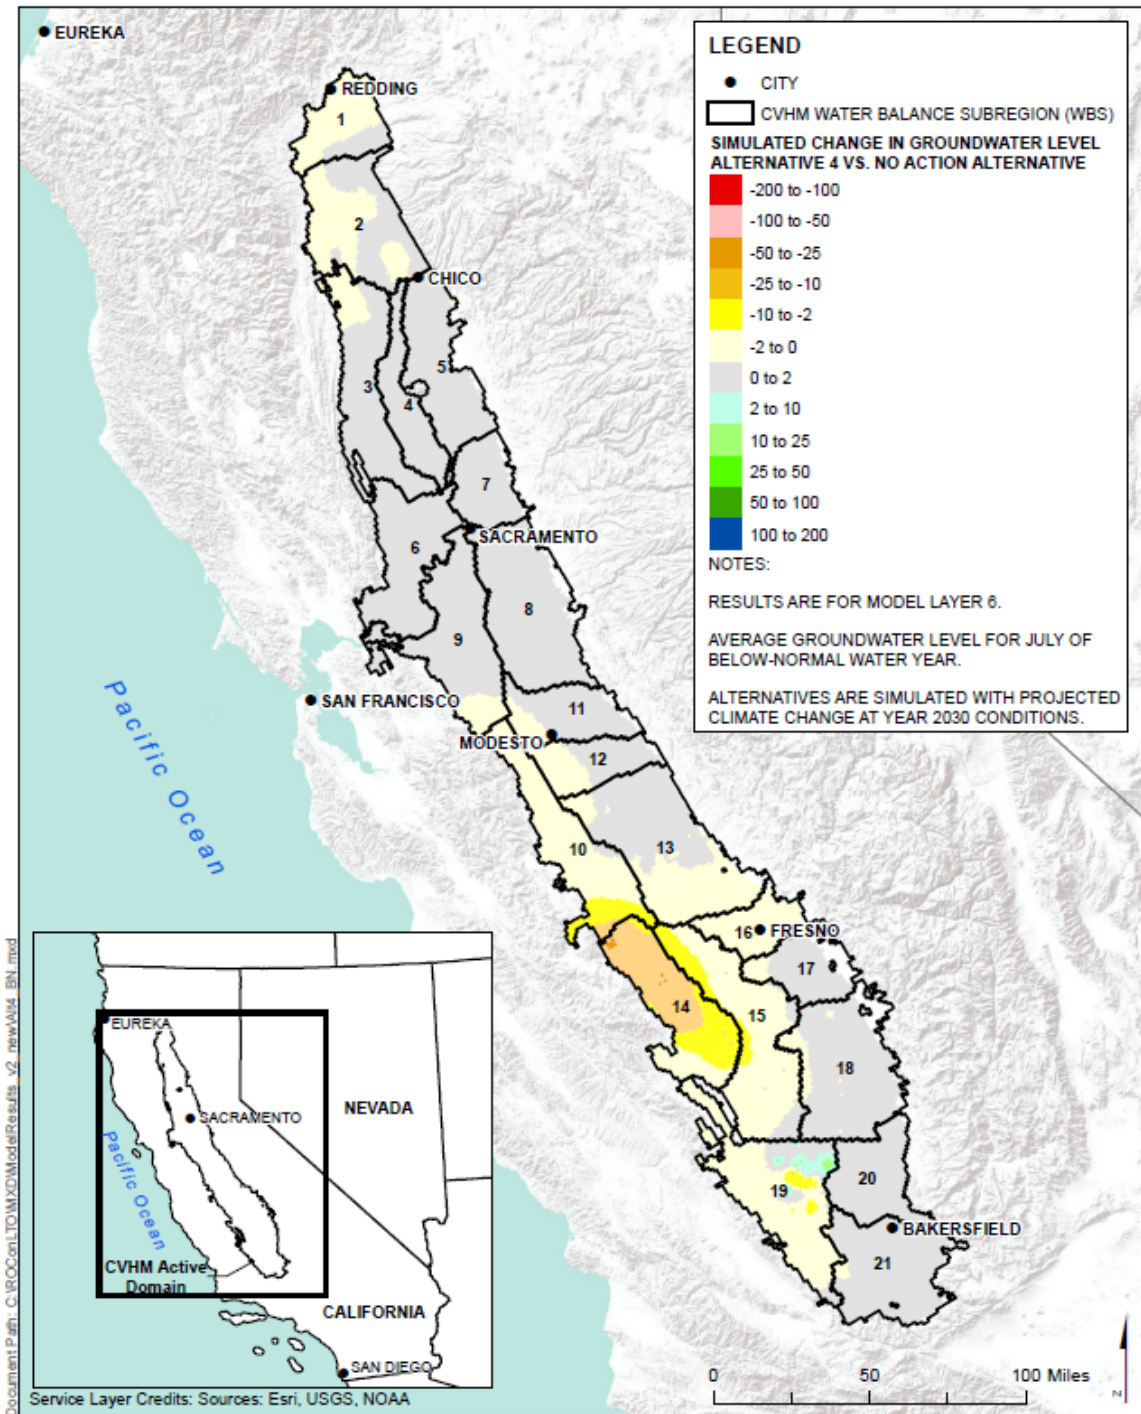 EUREKA
REDDING
1
2
CHICO
3
4
5
7
SACRAMENTO
6
8
9
SAN FRANCISCO
11
MODESTO
12
10
13
16
FRESNO
17
14
15
18
19
20
BAKERSFIELD
21
Pacific Ocean
LEGEND
CITY
CVHM WATER BALANCE SUBREGION (WBS)
SIMULATED CHANGE IN GROUNDWATER LEVEL
ALTERNATIVE 4 VS. NO ACTION ALTERNATIVE
-200 to -100
-100 to -50
-50 to -25
-25 to -10
-10 to -2
-2 to 0
0 to 2
2 to 10
10 to 25
25 to 50
50 to 100
100 to 200
NOTES:
RESULTS ARE FOR MODEL LAYER 6.
AVERAGE GROUNDWATER LEVEL FOR JULY OF
BELOW-NORMAL WATER YEAR.
ALTERNATIVES ARE SIMULATED WITH PROJECTED
CLIMATE CHANGE AT YEAR 2030 CONDITIONS.
EUREKA
SACRAMENTO
NEVADA
Pacific Ocean
CVHM Active
Domain
CALIFORNIA
SAN DIEGO
Service Layer Credits: Sources: Esri, USGS, NOAA
0 50 100 Miles
Z
Document Path: